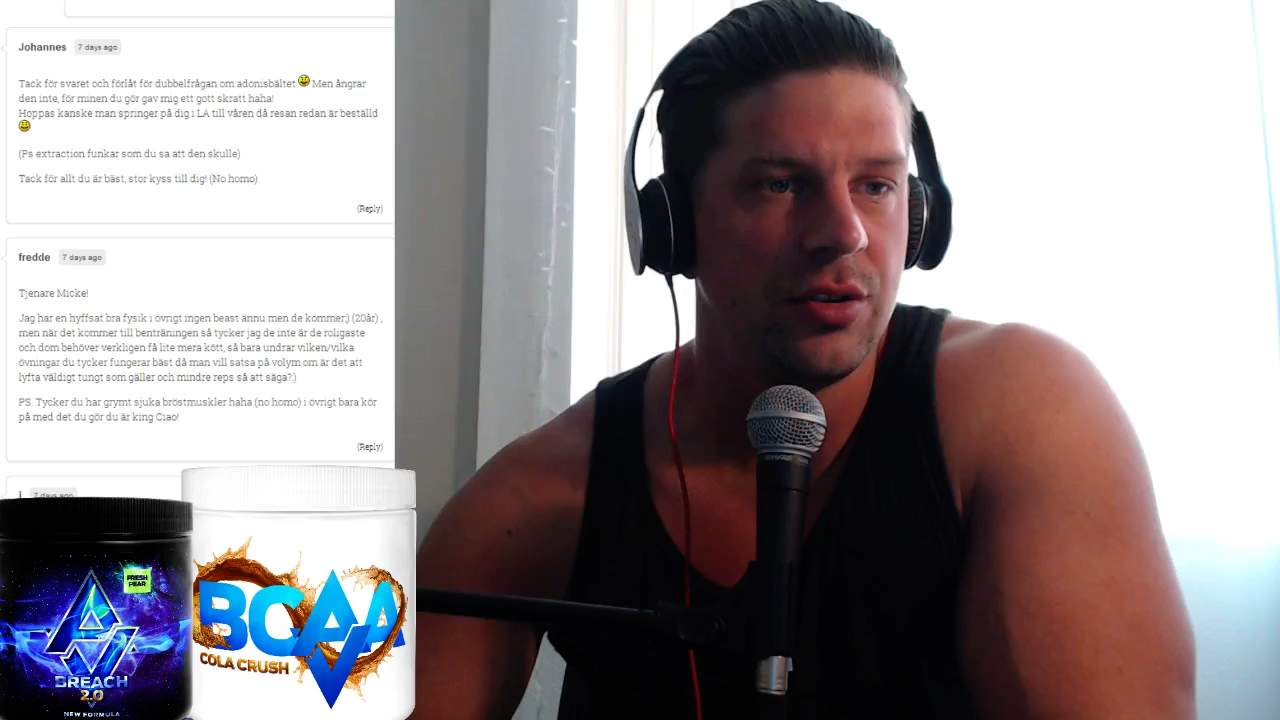 Johannes 7 days ago
Tack för svaret och förlåt för dubbelfrågan om adonisbältet Men ångrar
den inte, för minen du gör gav mig ett gott skratt haha!
Hoppas kanske man springer på dig i LA till våren då resan redan är beställd
(Ps extraction funkar som du sa att den skulle)
Tack för allt du är bäst, stor kyss till dig! (No homo)
(Reply)
fredde 7 days ago
Tjenare Micke!
Jag har en hyffsat bra fysik i övrigt ingen beast ännu men de kommer;) (20år) ,
men när det kommer till benträningen så tycker jag de inte är de roligaste
och dom behöver verkligen få lite mera kött, så bara undrar vilken/vilka
övningar du tycker fungerar bäst då man vill satsa på volym om är det att
lyfta väldigt tungt som gäller och mindre reps så att säga?:)
PS. Tycker du har grymt sjuka bröstmuskler haha (no homo) i övrigt bara kör
på med det du gör du är king Ciao!
(Reply)
7 days ago
FRESH
PEAR
BREACH
2.0
NEW FORMULA
BCAA
COLA CRUSH
SHURE